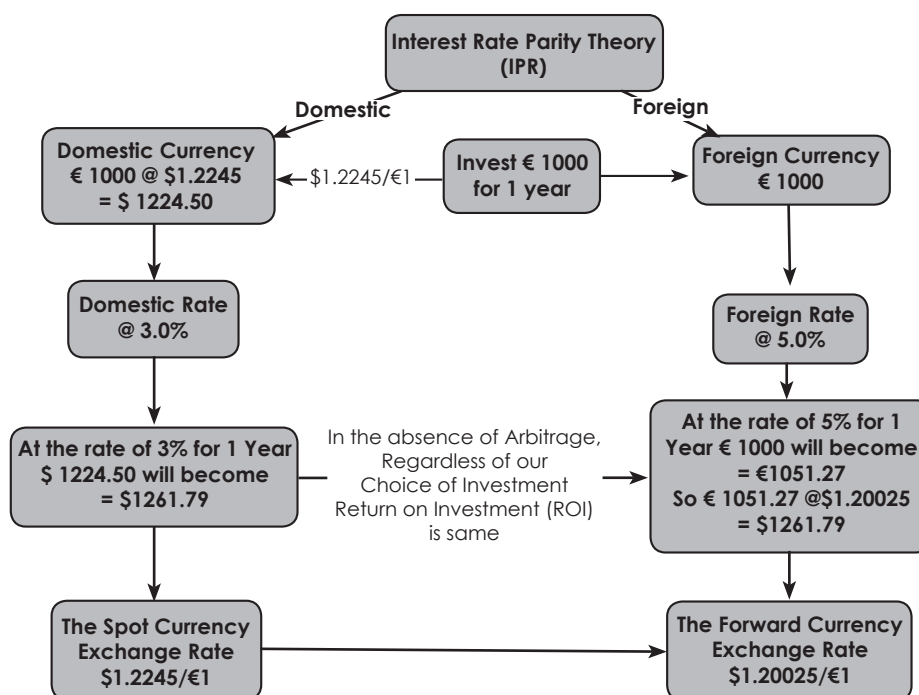 Interest Rate Parity Theory
(IPR)
Domestic
Foreign
Domestic Currency
€ 1000 @ $1.2245
= $ 1224.50
$1.2245/€1
Invest € 1000
for 1 year
Foreign Currency
€ 1000
Domestic Rate
@ 3.0%
Foreign Rate
@ 5.0%
At the rate of 3% for 1 Year
$ 1224.50 will become
= $1261.79
In the absence of Arbitrage,
Regardless of our
Choice of Investment
Return on Investment (ROI)
is same
At the rate of 5% for 1
Year € 1000 will become
= €1051.27
So € 1051.27 @$1.20025
= $1261.79
The Spot Currency
Exchange Rate
$1.2245/€1
The Forward Currency
Exchange Rate
$1.20025/€1